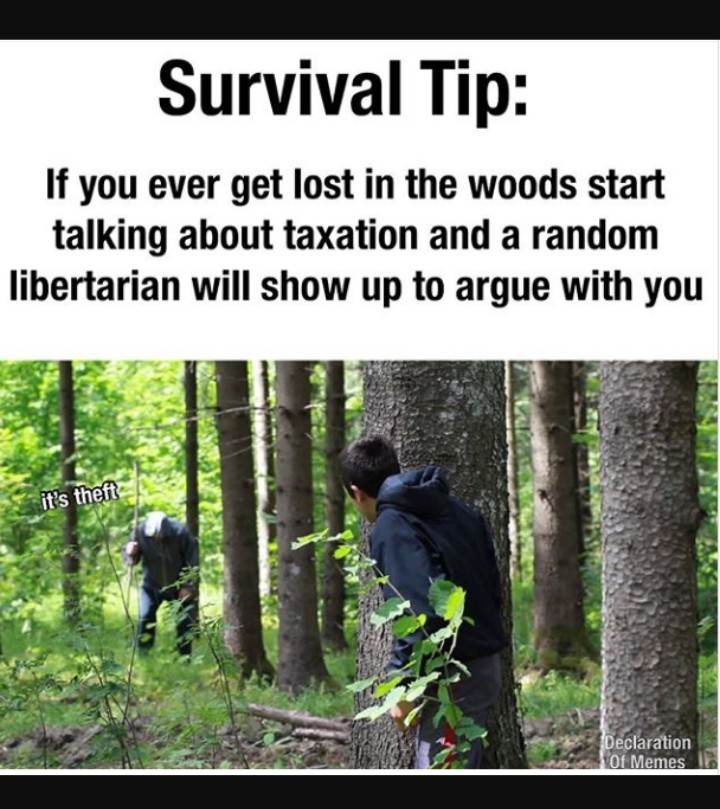 Survival Tip:
If you ever get lost in the woods start
talking about taxation and a random
libertarian will show up to argue with you
it's theft
Declaration
Of Memes